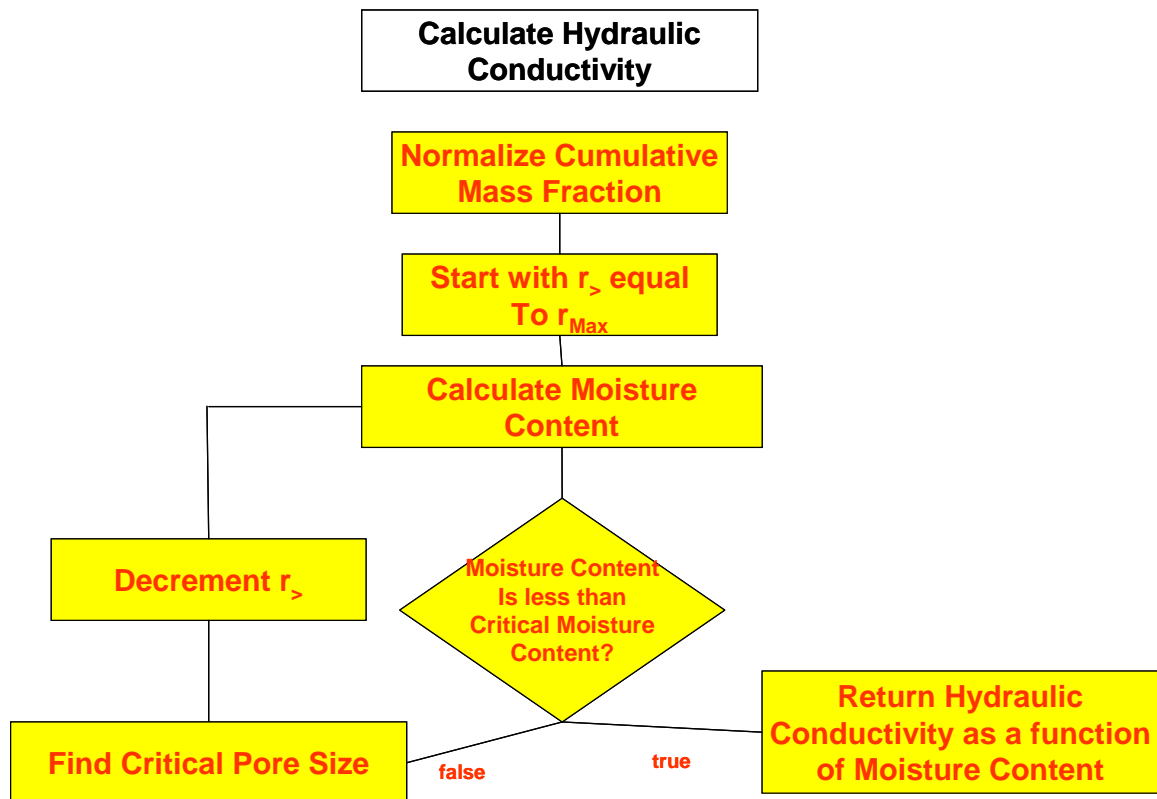 Calculate Hydraulic
Conductivity
Normalize Cumulative
Mass Fraction
Start with r> equal
To rMax
Calculate Moisture
Content
Decrement r>
Moisture Content
Is less than
Critical Moisture
Content?
Find Critical Pore Size
false
true
Return Hydraulic
Conductivity as a function
of Moisture Content